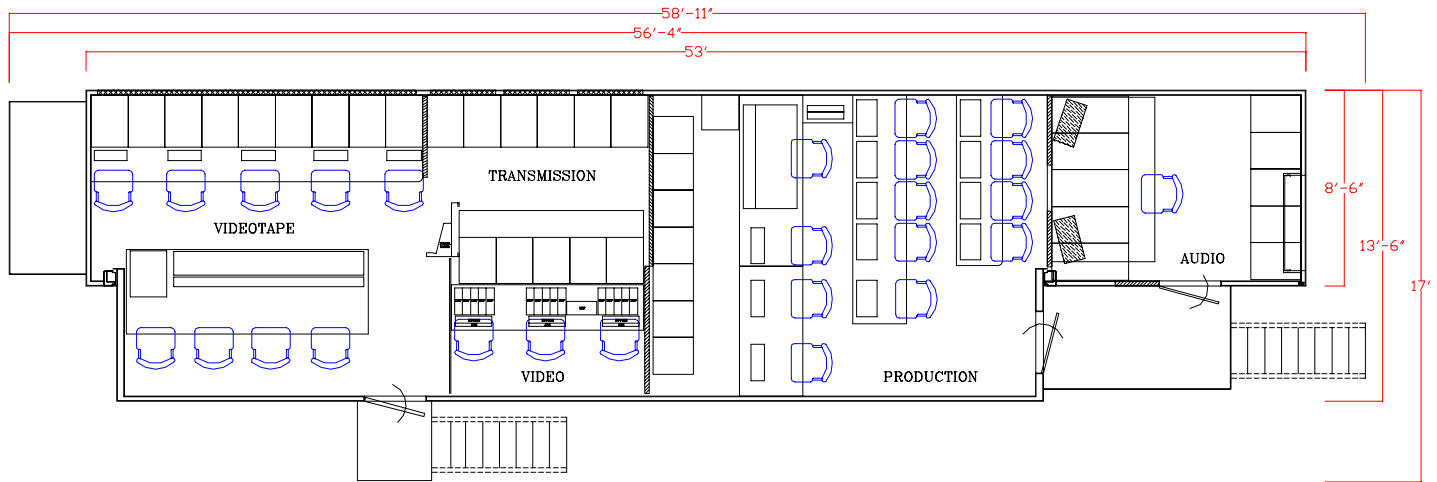 58'-11"
56'-4"
53'
TRANSMISSION
8'-6"
VIDEOTAPE
13'-6"
AUDIO
17'
VIDEO
PRODUCTION